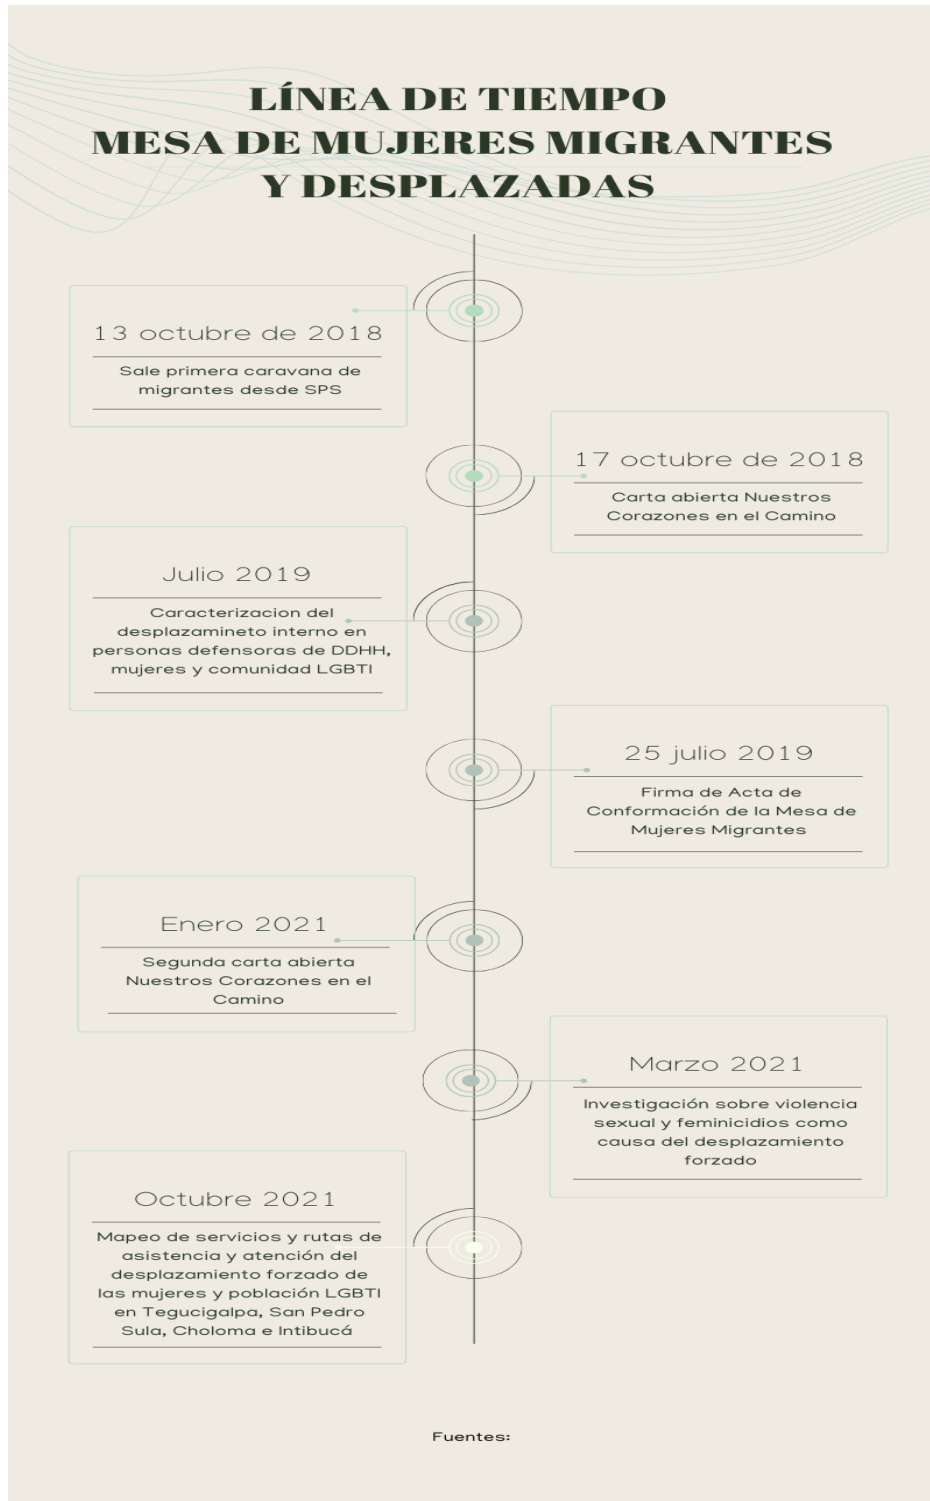 LÍNEA DE TIEMPO
MESA DE MUJERES MIGRANTES
Y DESPLAZADAS
13 octubre de 2018
Sale primera caravana de
migrantes desde SPS
17 octubre de 2018
Carta abierta Nuestros
Corazones en el Camino
Julio 2019
Caracterizacion del
desplazamineto interno en
personas defensoras de DDHH,
mujeres y comunidad LGBTI
25 julio 2019
Firma de Acta de
Conformación de la Mesa de
Mujeres Migrantes
Enero 2021
Segunda carta abierta
Nuestros Corazones en el
Camino
Marzo 2021
Investigación sobre violencia
sexual y feminicidios como
causa del desplazamiento
forzado
Octubre 2021
Mapeo de servicios y rutas de
asistencia y atención del
desplazamiento forzado de
las mujeres y población LGBTI
en Tegucigalpa, San Pedro
Sula, Choloma e Intibucá
Fuentes: